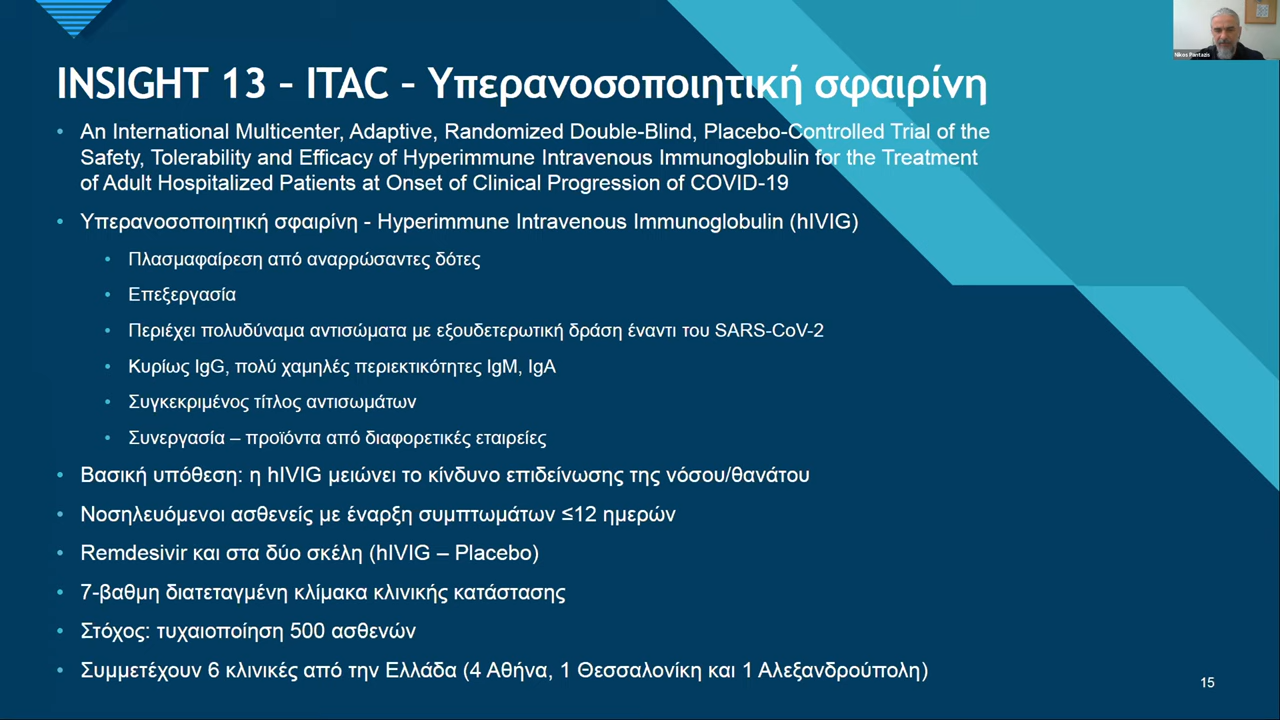 INSIGHT 13 – ITAC – Υπερανοσοποιητική σφαιρίνη
Nikos Pantazis
• An International Multicenter, Adaptive, Randomized Double-Blind, Placebo-Controlled Trial of the
Safety, Tolerability and Efficacy of Hyperimmune Intravenous Immunoglobulin for the Treatment
of Adult Hospitalized Patients at Onset of Clinical Progression of COVID-19
• Υπερανοσοποιητική σφαιρίνη - Hyperimmune Intravenous Immunoglobulin (hIVIG)
• Πλασμαφαίρεση από αναρρώσαντες δότες
• Επεξεργασία
• Περιέχει πολυδύναμα αντισώματα με εξουδετερωτική δράση έναντι του SARS-CoV-2
• Κυρίως IgG, πολύ χαμηλές περιεκτικότητες IgM, IgA
• Συγκεκριμένος τίτλος αντισωμάτων
• Συνεργασία – προϊόντα από διαφορετικές εταιρείες
• Βασική υπόθεση: η hIVIG μειώνει το κίνδυνο επιδείνωσης της νόσου/θανάτου
• Νοσηλευόμενοι ασθενείς με έναρξη συμπτωμάτων ≤12 ημερών
• Remdesivir και στα δύο σκέλη (hIVIG – Placebo)
• 7-βαθμη διατεταγμένη κλίμακα κλινικής κατάστασης
• Στόχος: τυχαιοποίηση 500 ασθενών
• Συμμετέχουν 6 κλινικές από την Ελλάδα (4 Αθήνα, 1 Θεσσαλονίκη και 1 Αλεξανδρούπολη)
15